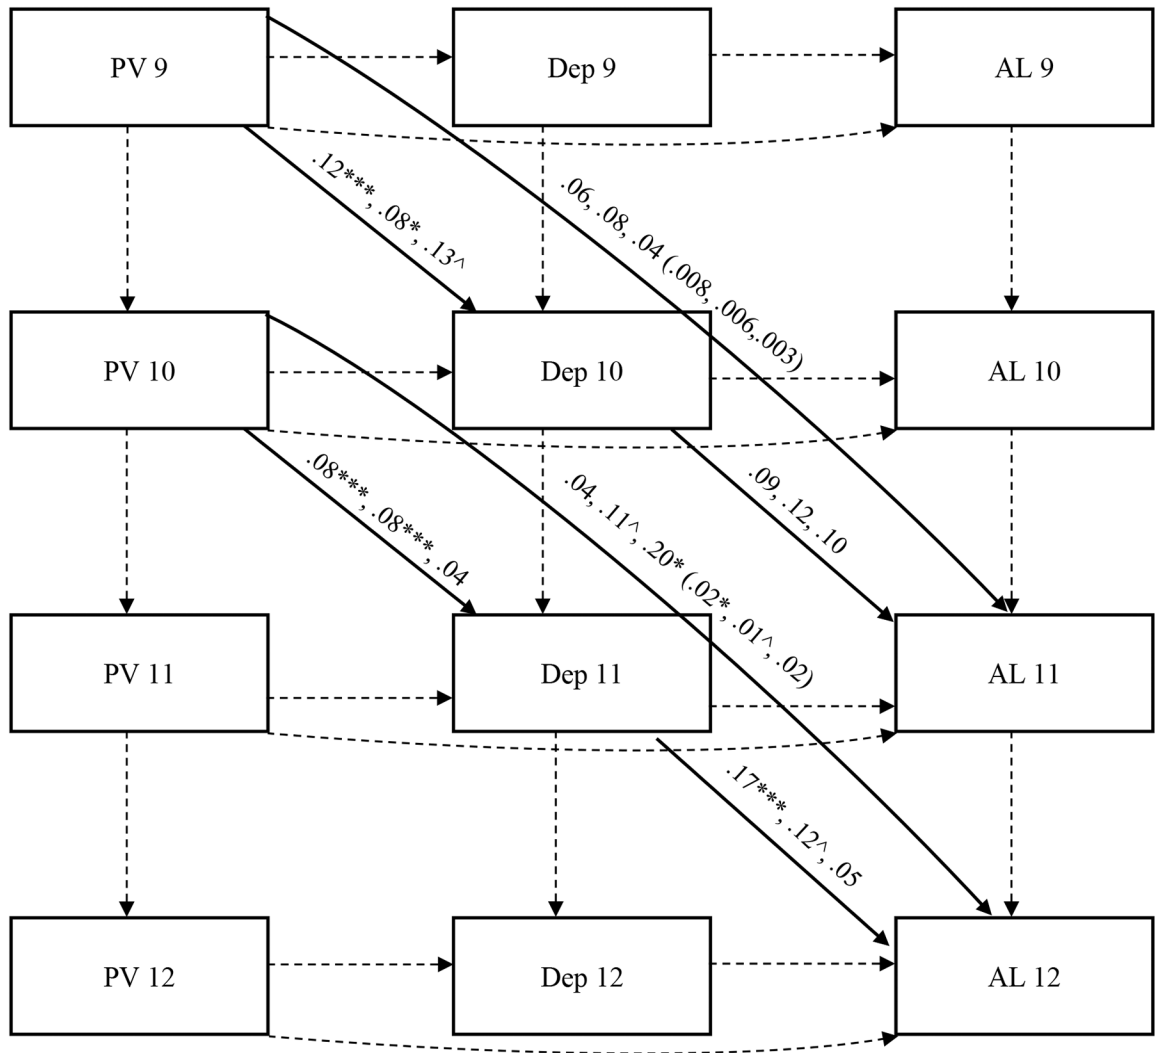 PV 9
Dep 9
AL 9
.12***, .08*, .13^
.06, .08, .04 (.008, .006,.003)
PV 10
Dep 10
AL 10
.08***, .08***, .04
.04, .11^, .20* (.02*, .01^, .02)
.09, .12, .10
PV 11
Dep 11
AL 11
.17***, .12^, .05
PV 12
Dep 12
AL 12